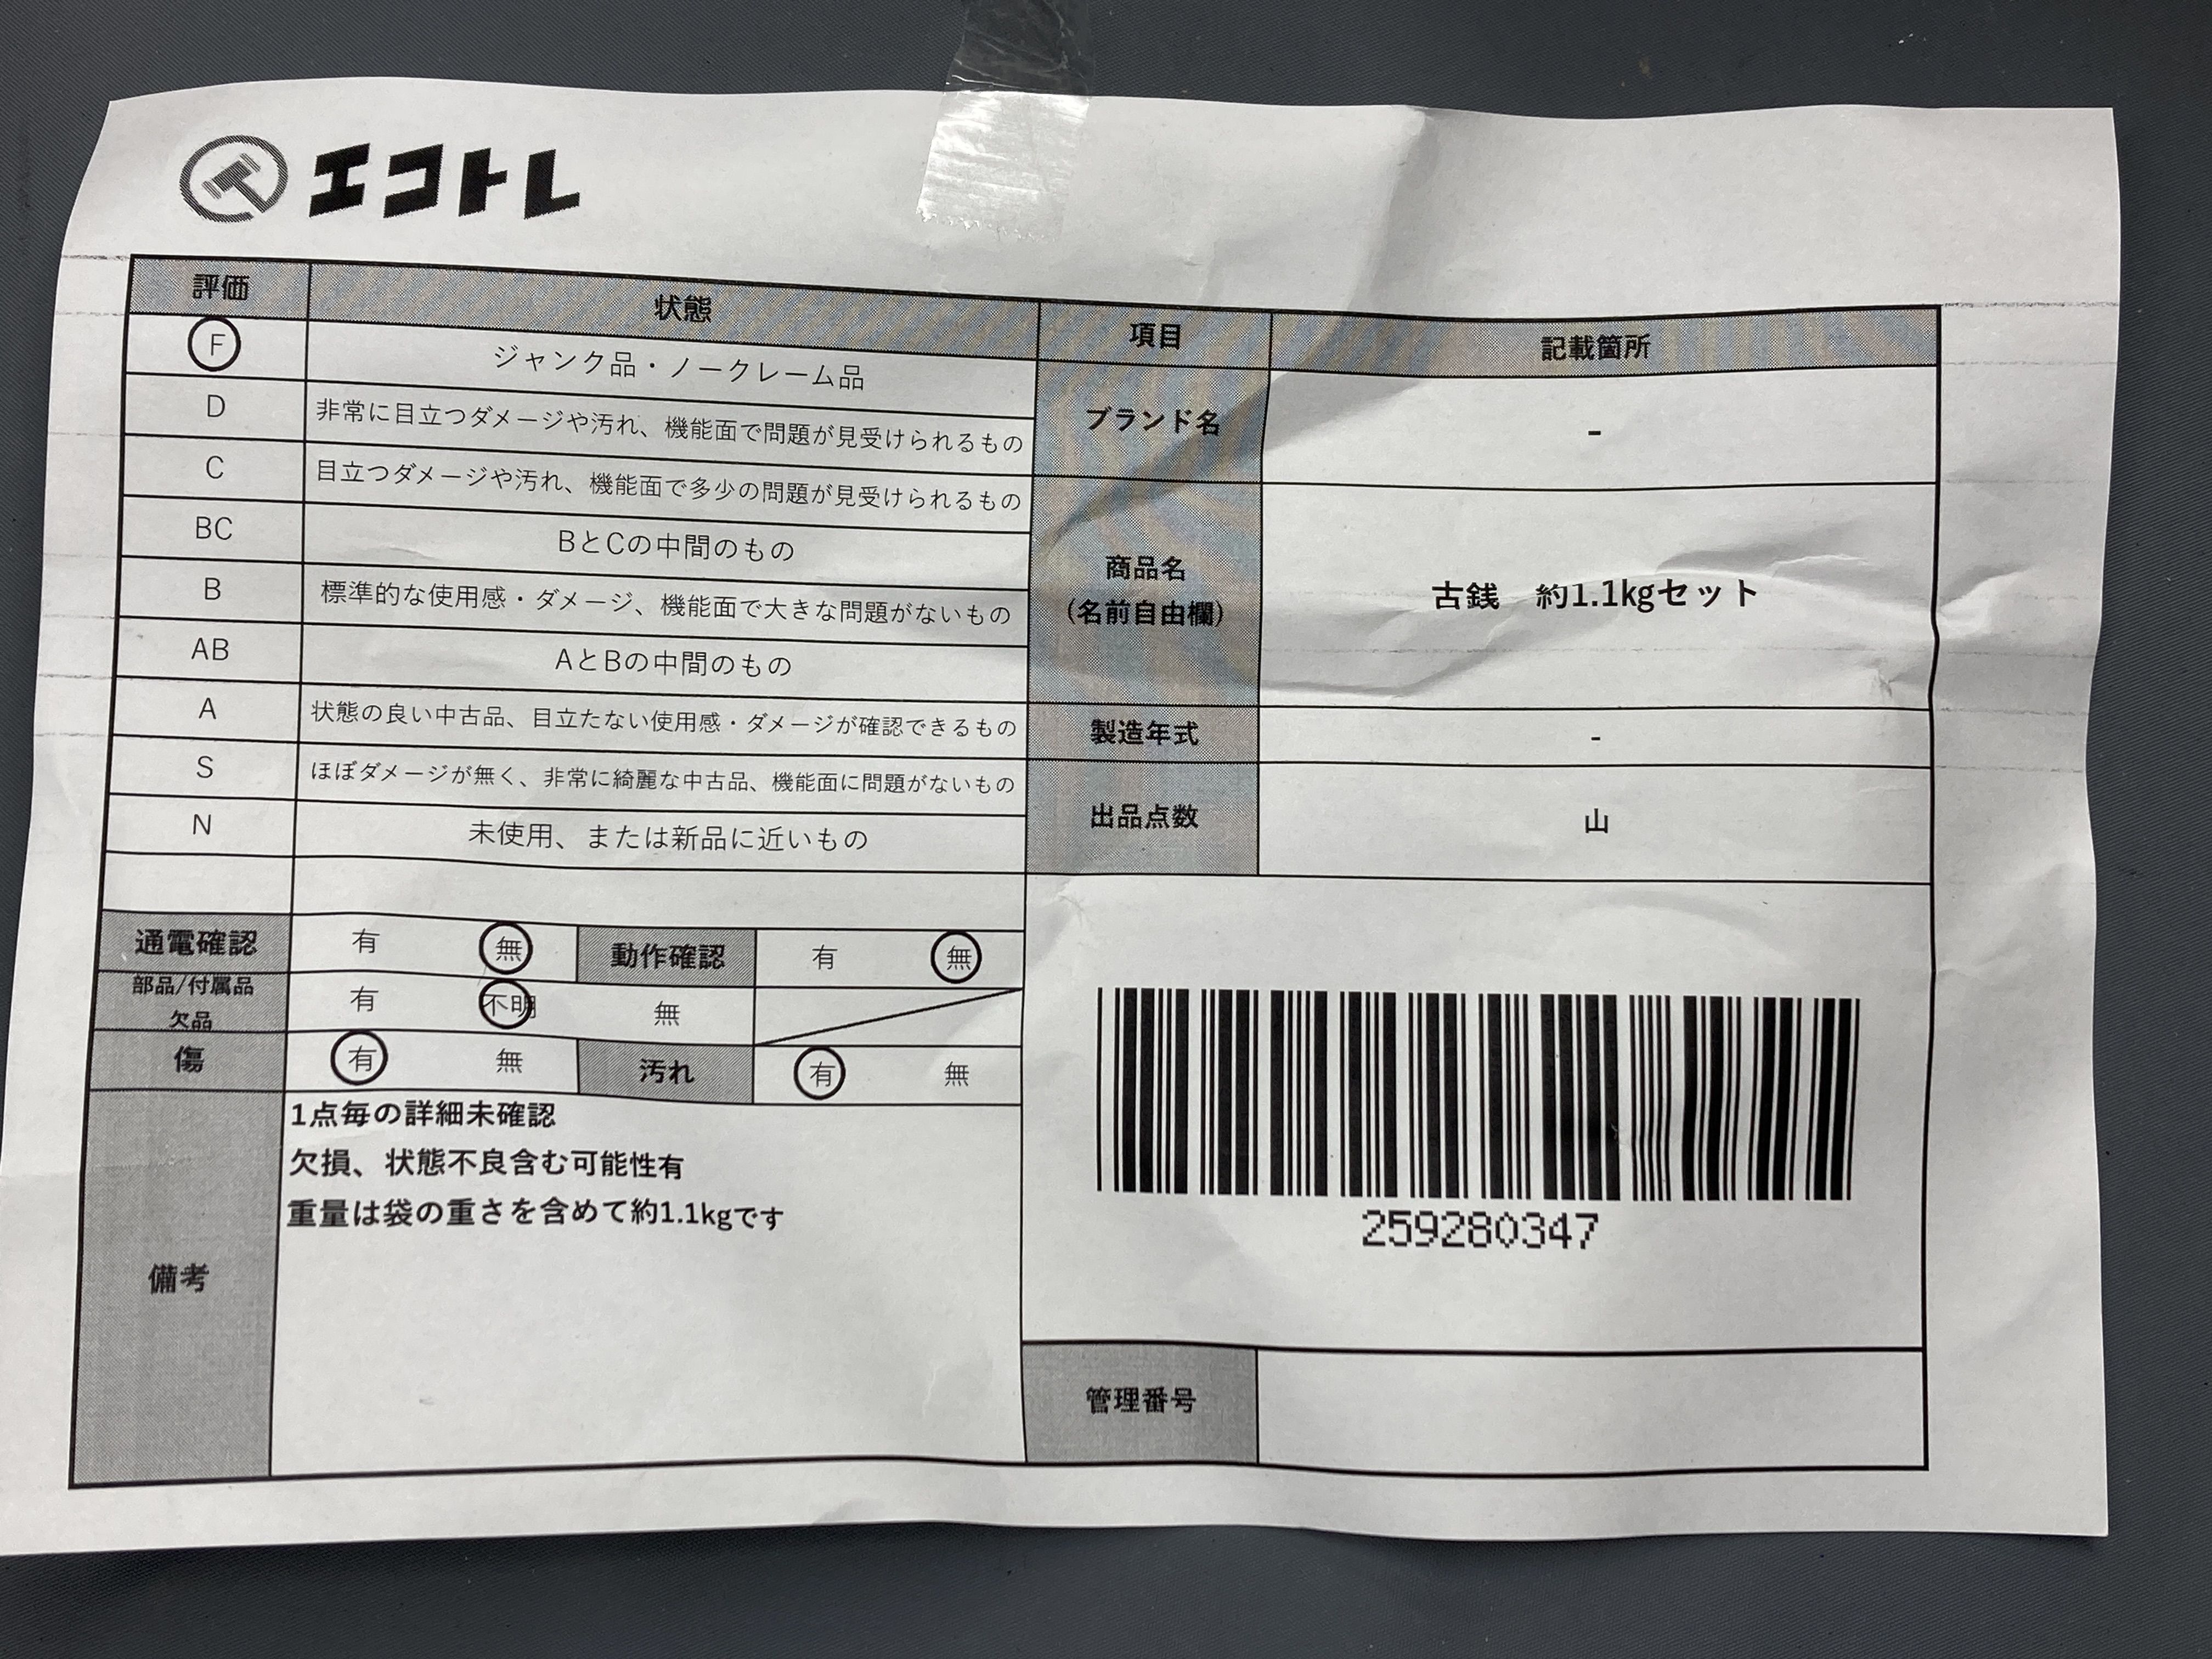 エコトレ
評価 状態
F ジャンク品・ノークレーム品
D 非常に目立つダメージや汚れ、機能面で問題が見受けられるもの
C 目立つダメージや汚れ、機能面で多少の問題が見受けられるもの
BC BとCの中間のもの
B 標準的な使用感・ダメージ、機能面で大きな問題がないもの
AB AとBの中間のもの
A 状態の良い中古品、目立たない使用感・ダメージが確認できるもの
S ほぼダメージが無く、非常に綺麗な中古品、機能面に問題がないもの
N 未使用、または新品に近いもの
通電確認 有 無 動作確認 有 無
部品/付属品
欠品 有 不明 無
傷 有 無 汚れ 有 無
備考
1点毎の詳細未確認
欠損、状態不良含む可能性有
重量は袋の重さを含めて約1.1kgです
項目 記載箇所
ブランド名 -
商品名
（名前自由欄） 古銭 約1.1kgセット
製造年式 -
出品点数 山
259280347
管理番号